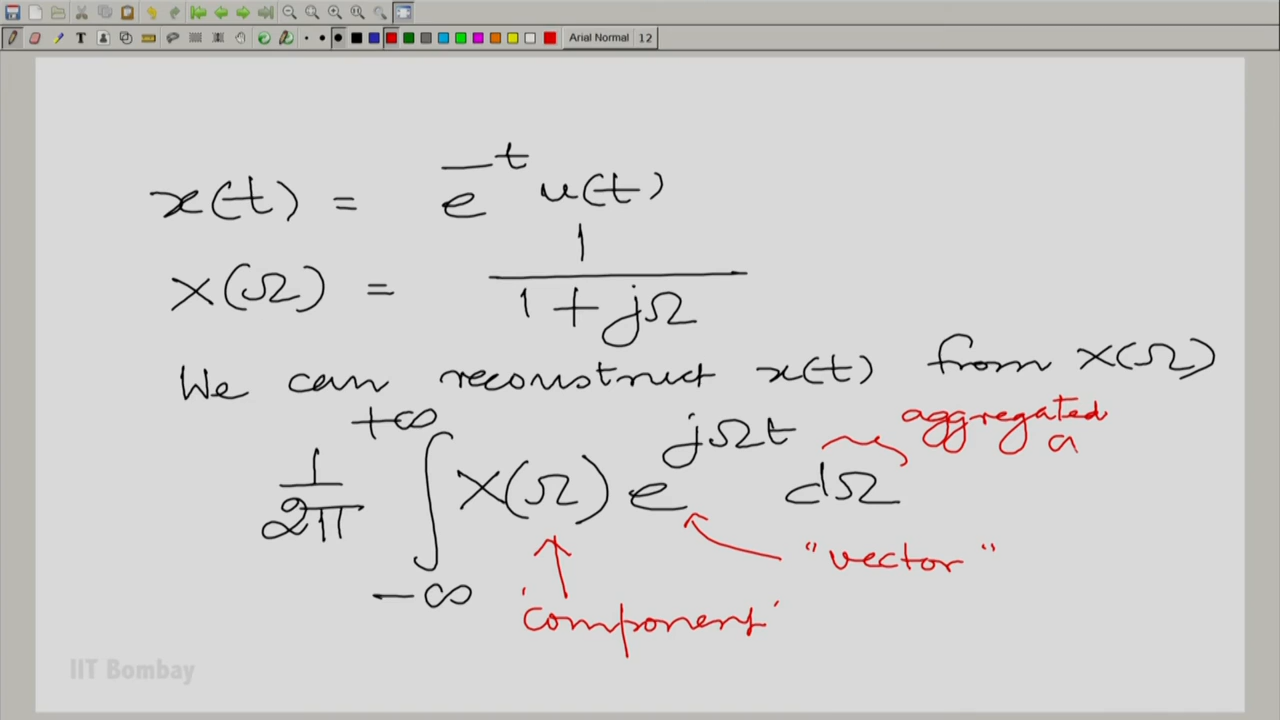 Arial Normal 12
x(t) = e^-t u(t)
X(Ω) = 1 / (1 + jΩ)
We can reconstruct x(t) from X(Ω)
1/2π ∫_{-∞}^{+∞} X(Ω) e^{jΩt} dΩ
aggregated
a
"vector"
'component'
IIT Bombay